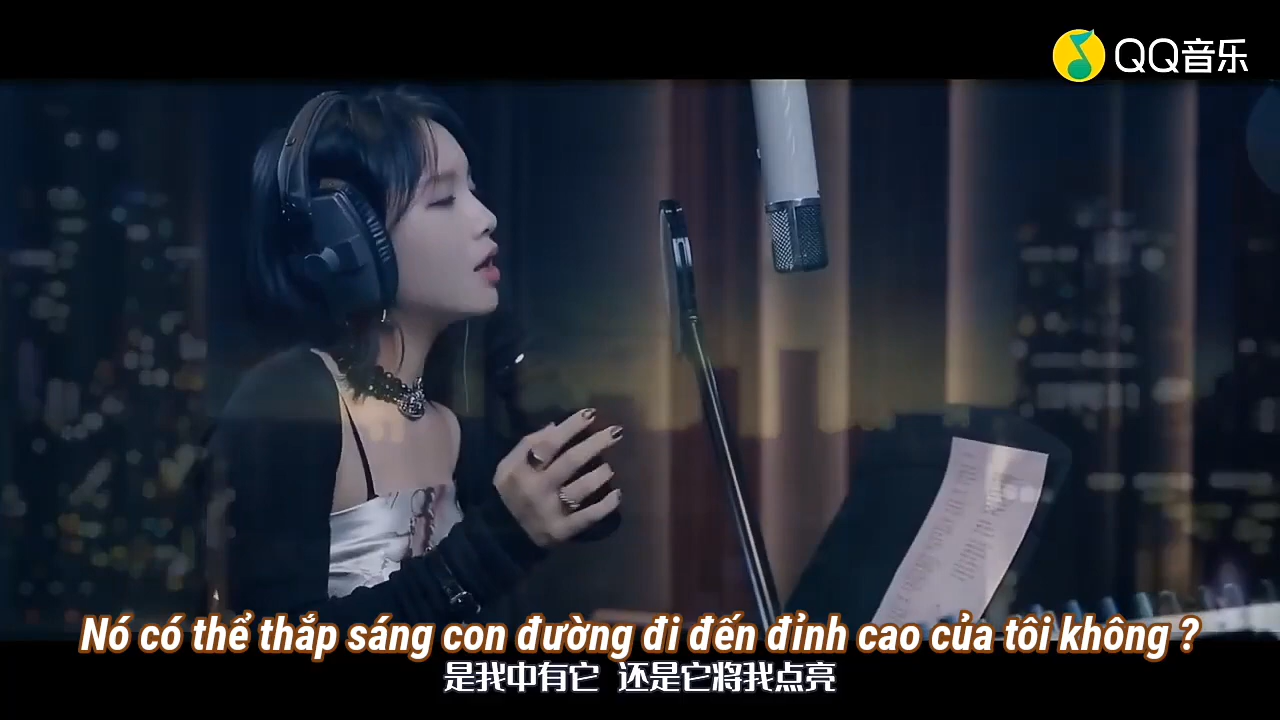 QQ音乐
Nó có thể thắp sáng con đường đi đến đỉnh cao của tôi không ?
是我中有它 还是它将我点亮